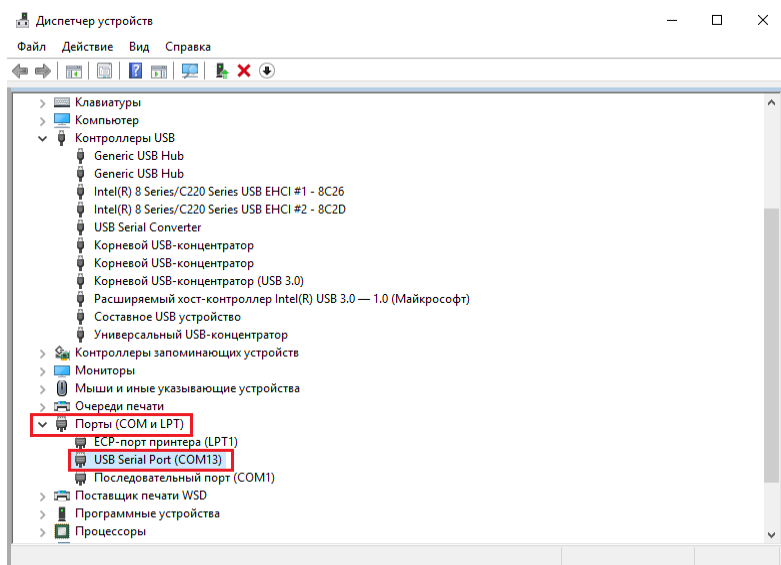 Диспетчер устройств
Файл Действие Вид Справка
Клавиатуры
Компьютер
Контроллеры USB
Generic USB Hub
Generic USB Hub
Intel(R) 8 Series/C220 Series USB EHCI #1 - 8C26
Intel(R) 8 Series/C220 Series USB EHCI #2 - 8C2D
USB Serial Converter
Корневой USB-концентратор
Корневой USB-концентратор
Корневой USB-концентратор (USB 3.0)
Расширяемый хост-контроллер Intel(R) USB 3.0 — 1.0 (Майкрософт)
Составное USB устройство
Универсальный USB-концентратор
Контроллеры запоминающих устройств
Мониторы
Мыши и иные указывающие устройства
Очереди печати
Порты (COM и LPT)
ECP-порт принтера (LPT1)
USB Serial Port (COM13)
Последовательный порт (COM1)
Поставщик печати WSD
Программные устройства
Процессоры